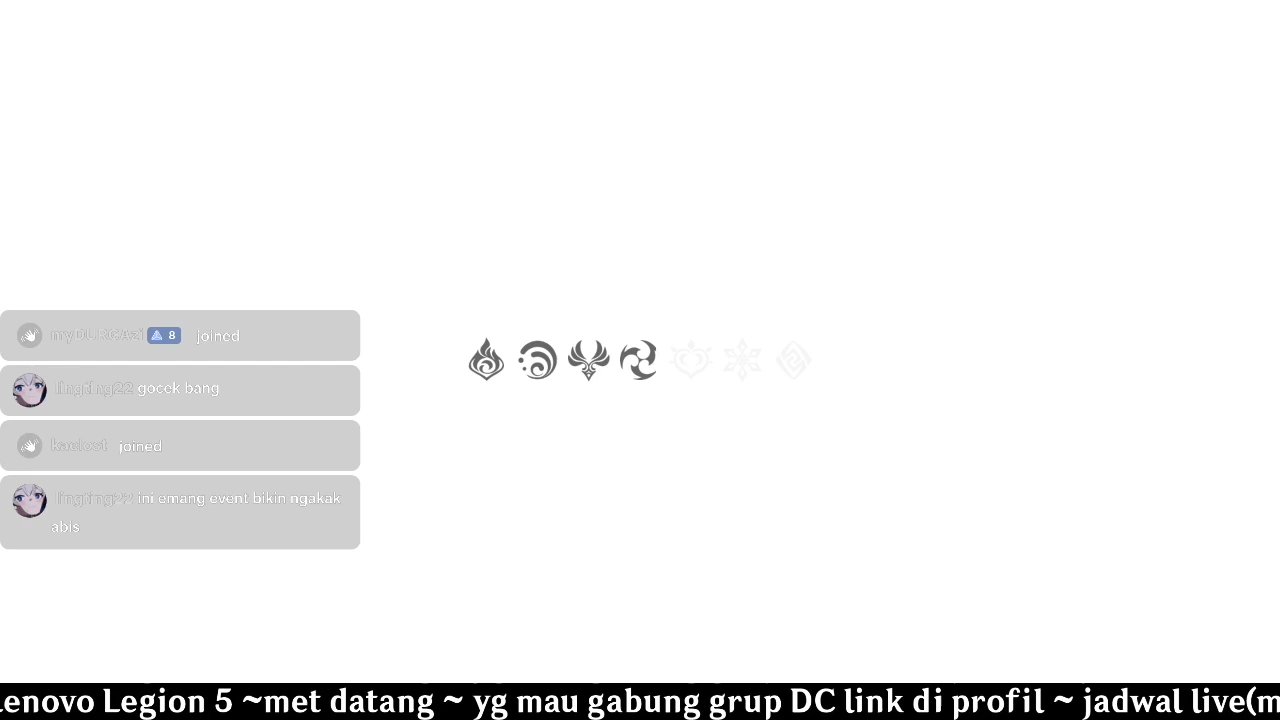 8 joined
gocek bang
joined
ini emang event bikin ngakak
abis
enovo Legion 5 ~met datang ~ yg mau gabung grup DC link di profil ~ jadwal live(m